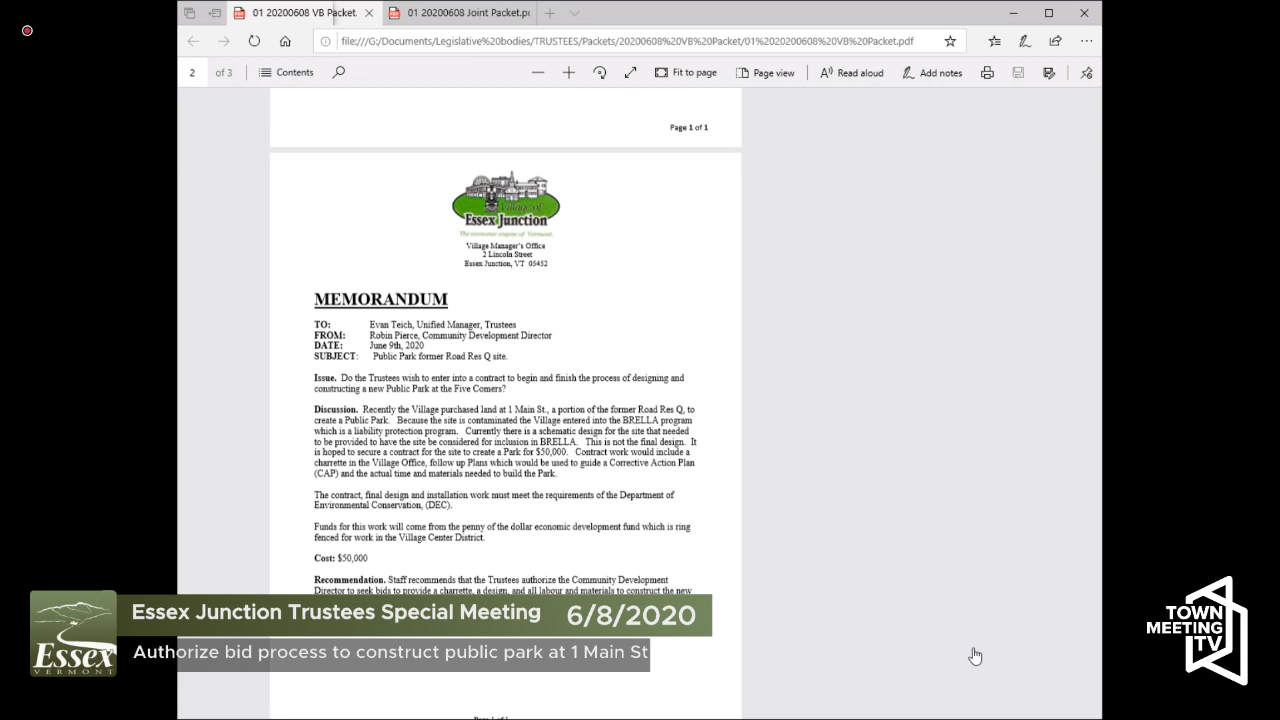 01 20200608 VB Packet.
01 20200608 Joint Packet.pd
file:///G:/Documents/Legislative%20bodies/TRUSTEES/Packets/20200608%20VB%20Packet/01%2020200608%20VB%20Packet.pdf
2 of 3 Contents Fit to page Page view Read aloud Add notes
Page 1 of 1
Village of
Essex Junction
The economic engine of Vermont.
Village Manager's Office
2 Lincoln Street
Essex Junction, VT 05452
MEMORANDUM
TO: Evan Teich, Unified Manager, Trustees
FROM: Robin Pierce, Community Development Director
DATE: June 9th, 2020
SUBJECT: Public Park former Road Res Q site.
Issue. Do the Trustees wish to enter into a contract to begin and finish the process of designing and
constructing a new Public Park at the Five Corners?
Discussion. Recently the Village purchased land at 1 Main St., a portion of the former Road Res Q, to
create a Public Park. Because the site is contaminated the Village entered into the BRELLA program
which is a liability protection program. Currently there is a schematic design for the site that needed
to be provided to have the site be considered for inclusion in BRELLA. This is not the final design. It
is hoped to secure a contract for the site to create a Park for $50,000. Contract work would include a
charrette in the Village Office, follow up Plans which would be used to guide a Corrective Action Plan
(CAP) and the actual time and materials needed to build the Park.
The contract, final design and installation work must meet the requirements of the Department of
Environmental Conservation, (DEC).
Funds for this work will come from the penny of the dollar economic development fund which is ring
fenced for work in the Village Center District.
Cost: $50,000
Recommendation. Staff recommends that the Trustees authorize the Community Development
Director to seek bids to provide a charrette, a design, and all labour and materials to construct the new
Essex Junction Trustees Special Meeting 6/8/2020
Authorize bid process to construct public park at 1 Main St
Essex
VERMONT
TOWN
MEETING
TV